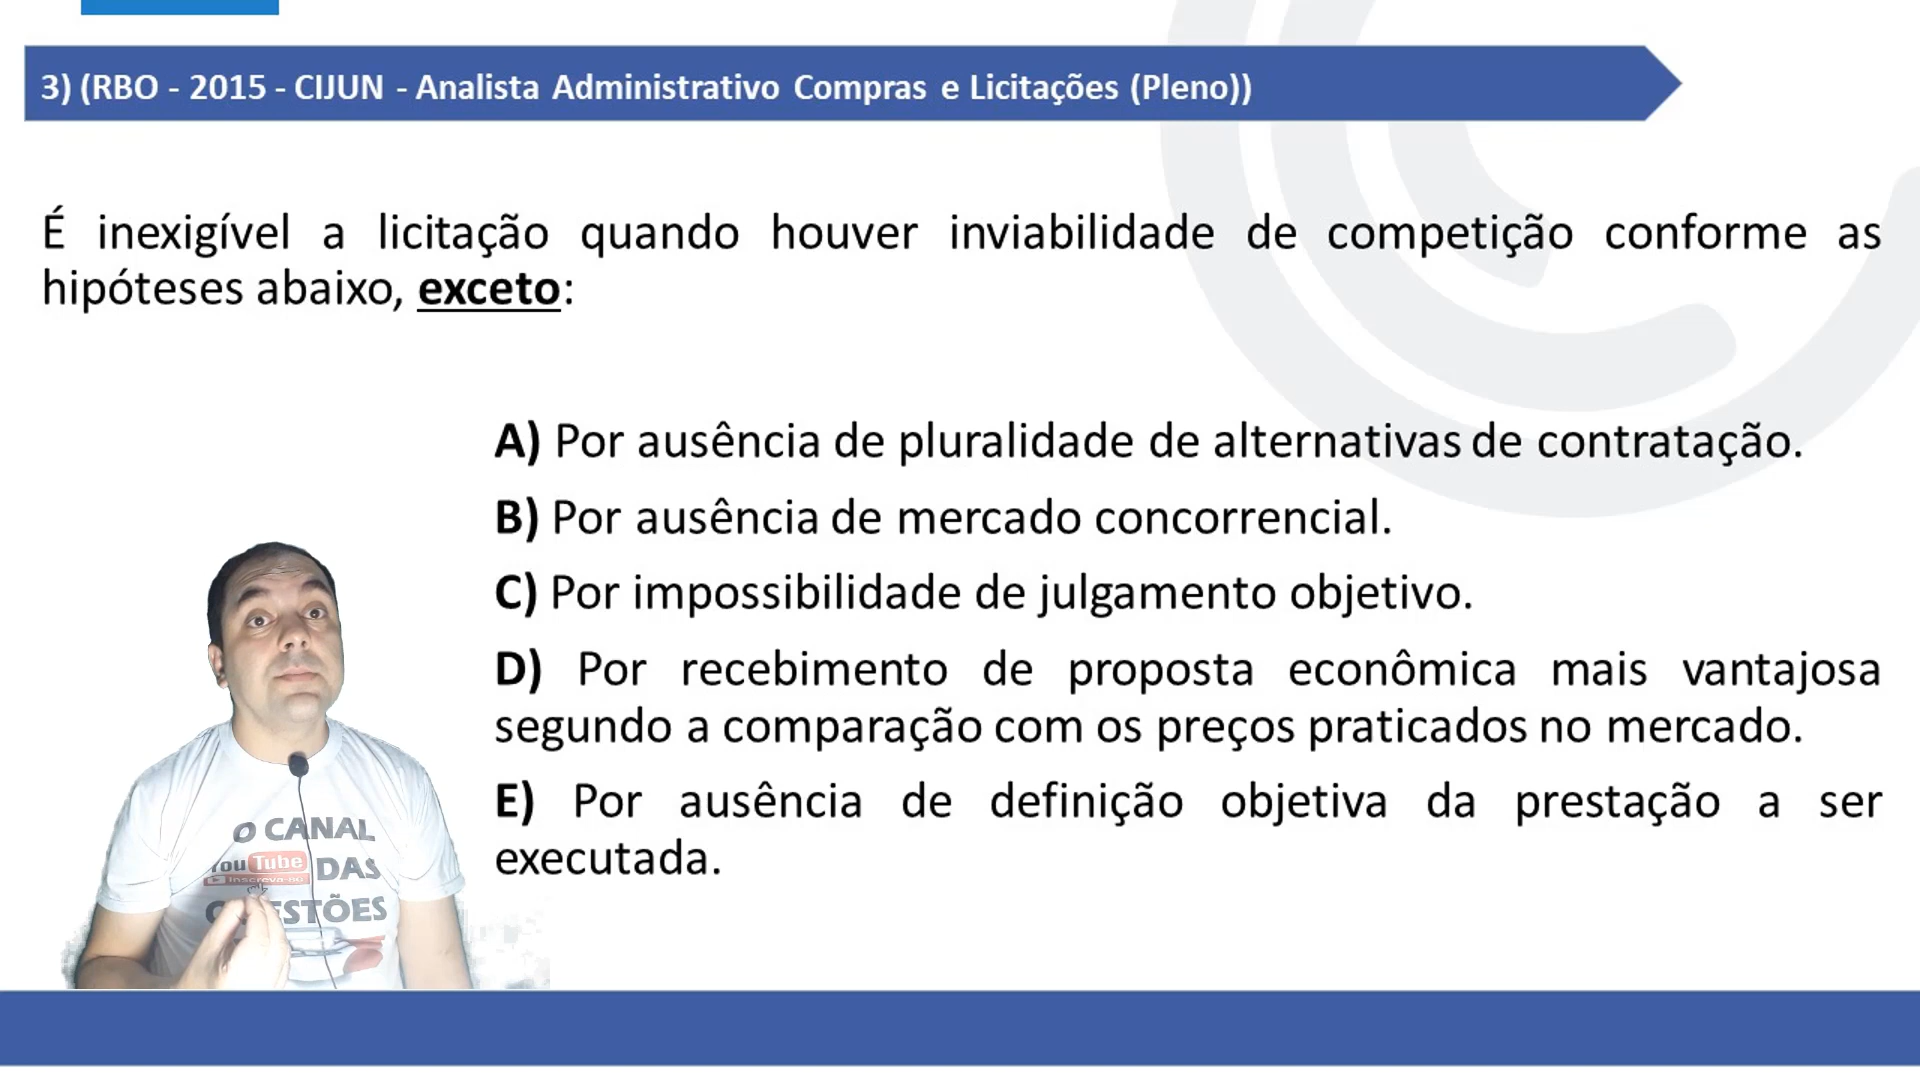 3) (RBO - 2015 - CIJUN - Analista Administrativo Compras e Licitações (Pleno))
É inexigível a licitação quando houver inviabilidade de competição conforme as
hipóteses abaixo, exceto:
A) Por ausência de pluralidade de alternativas de contratação.
B) Por ausência de mercado concorrencial.
C) Por impossibilidade de julgamento objetivo.
D) Por recebimento de proposta econômica mais vantajosa
segundo a comparação com os preços praticados no mercado.
E) Por ausência de definição objetiva da prestação a ser
executada.
O CANAL
YouTube DAS
Inscreva-se